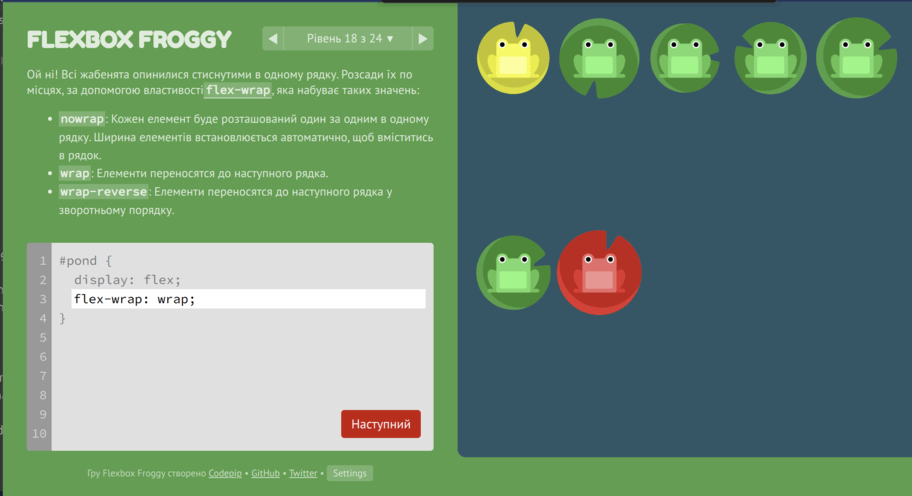 FLEXBOX FROGGY
◀ Рівень 18 з 24 ▾ ▶
Ой ні! Всі жабенята опинилися стиснутими в одному рядку. Розсади їх по
місцях, за допомогою властивості flex-wrap, яка набуває таких значень:
• nowrap: Кожен елемент буде розташований один за одним в одному
рядку. Ширина елементів встановлюється автоматично, щоб вміститись
в рядок.
• wrap: Елементи переносятся до наступного рядка.
• wrap-reverse: Елементи переносятся до наступного рядка у
зворотньому порядку.
1 #pond {
2 display: flex;
3 flex-wrap: wrap;
4 }
5
6
7
8
9
10
Наступний
Гру Flexbox Froggy створено Codepip • GitHub • Twitter • Settings